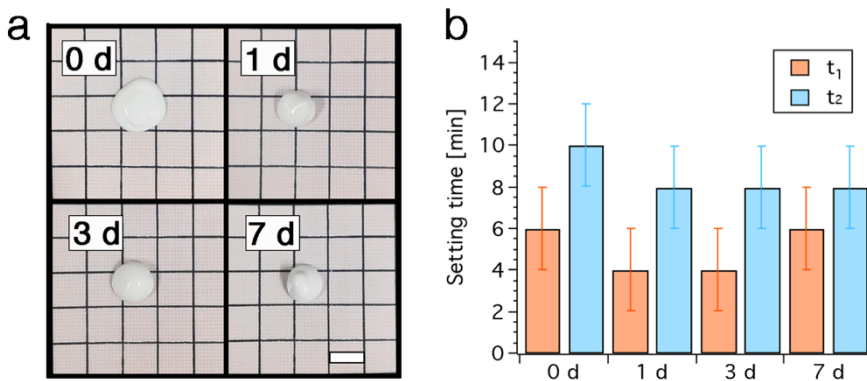 a
0 d
1 d
3 d
7 d
b
Setting time [min]
14
12
10
8
6
4
2
0
t₁
t₂
0 d
1 d
3 d
7 d